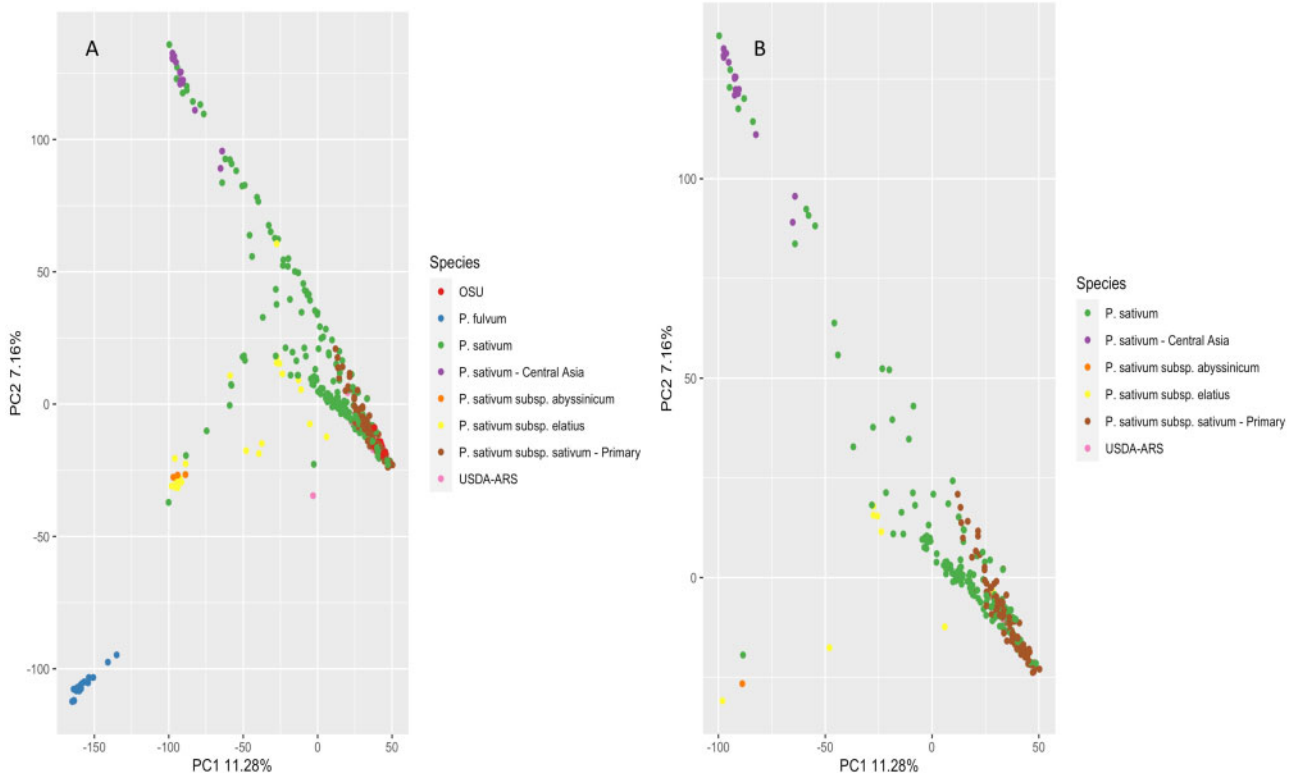 A
100
50
0
-50
-100
-150
-100
-50
0
50
PC2 7.16%
PC1 11.28%
Species
OSU
P. fulvum
P. sativum
P. sativum - Central Asia
P. sativum subsp. abyssinicum
P. sativum subsp. elatius
P. sativum subsp. sativum - Primary
USDA-ARS
B
100
50
0
-100
-50
0
50
PC2 7.16%
PC1 11.28%
Species
P. sativum
P. sativum - Central Asia
P. sativum subsp. abyssinicum
P. sativum subsp. elatius
P. sativum subsp. sativum - Primary
USDA-ARS